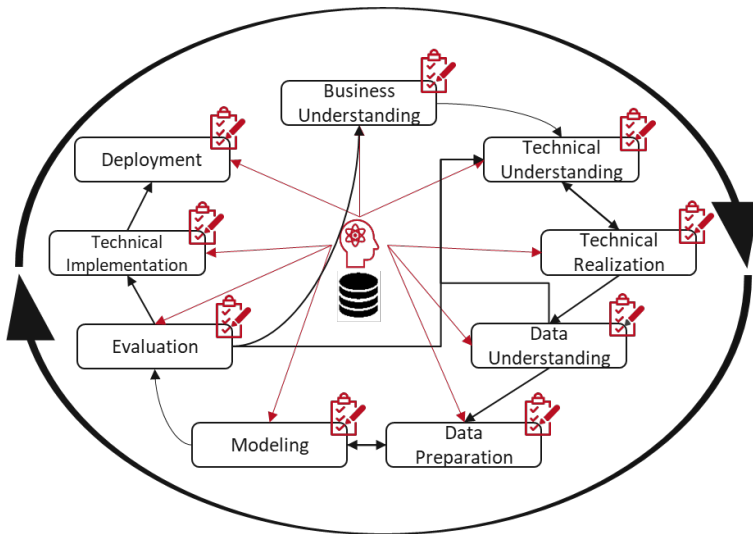 Business
Understanding
Technical
Understanding
Technical
Realization
Data
Understanding
Data
Preparation
Modeling
Evaluation
Technical
Implementation
Deployment